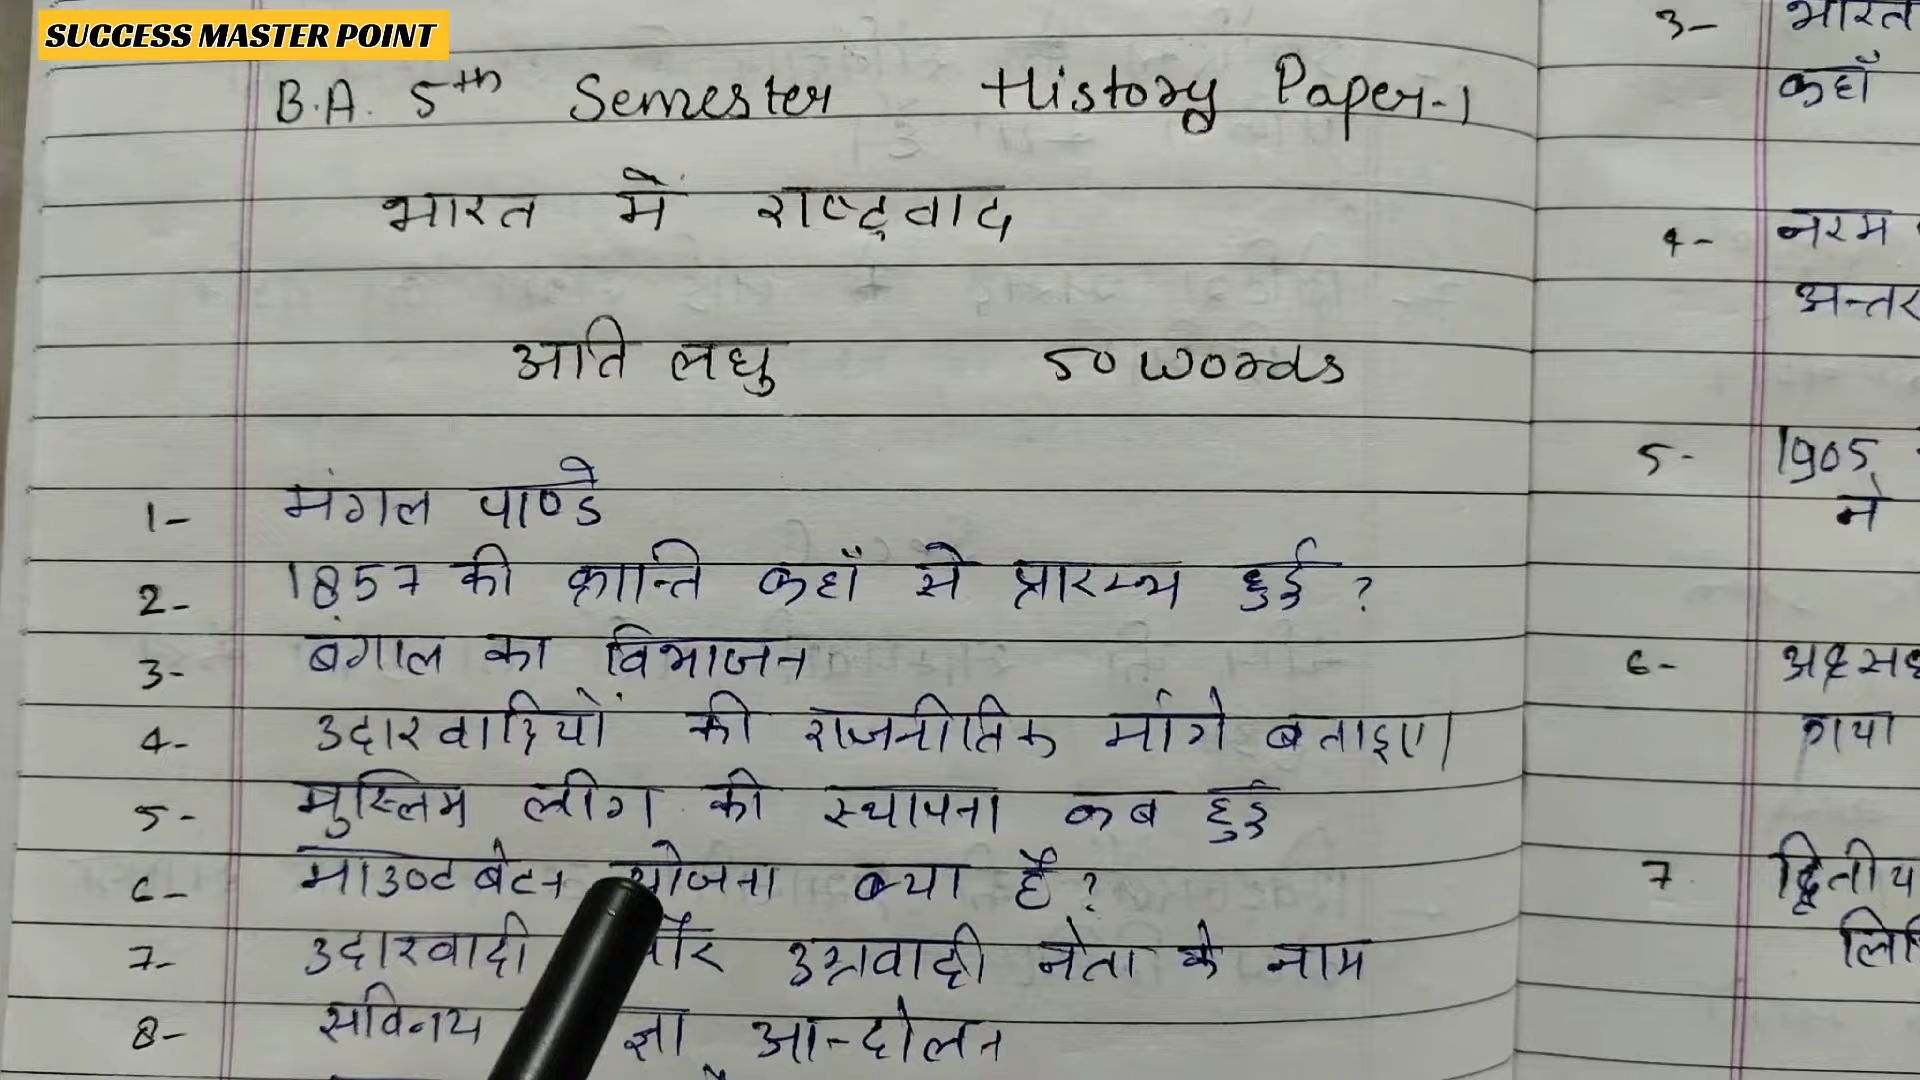 SUCCESS MASTER POINT
B.A. 5th Semester History Paper-1
भारत में राष्ट्रवाद
अति लघु 50 words
1- मंगल पाण्डे
2- 1857 की क्रान्ति कहाँ से प्रारम्भ हुई ?
3- बंगाल का विभाजन
4- उदारवादियों की राजनीतिक मांगे बताइए।
5- मुस्लिम लीग की स्थापना कब हुई
6- माउण्टबेटन योजना क्या है ?
7- उदारवादी और उग्रवादी नेता के नाम
8- सविनय ज्ञा आन्दोलन
3- भारत
कहाँ
4- नरम
अन्तर
5- 1905
ने
6-
गया
7 द्वितीय